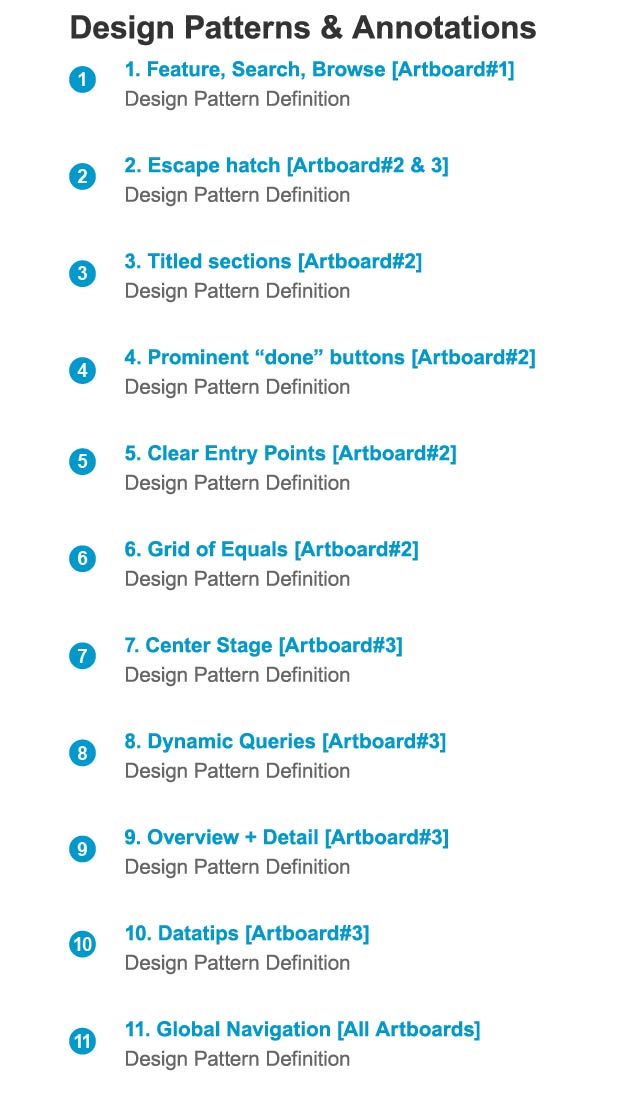 Design Patterns & Annotations
1 1. Feature, Search, Browse [Artboard#1]
Design Pattern Definition
2 2. Escape hatch [Artboard#2 & 3]
Design Pattern Definition
3 3. Titled sections [Artboard#2]
Design Pattern Definition
4 4. Prominent “done” buttons [Artboard#2]
Design Pattern Definition
5 5. Clear Entry Points [Artboard#2]
Design Pattern Definition
6 6. Grid of Equals [Artboard#2]
Design Pattern Definition
7 7. Center Stage [Artboard#3]
Design Pattern Definition
8 8. Dynamic Queries [Artboard#3]
Design Pattern Definition
9 9. Overview + Detail [Artboard#3]
Design Pattern Definition
10 10. Datatips [Artboard#3]
Design Pattern Definition
11 11. Global Navigation [All Artboards]
Design Pattern Definition